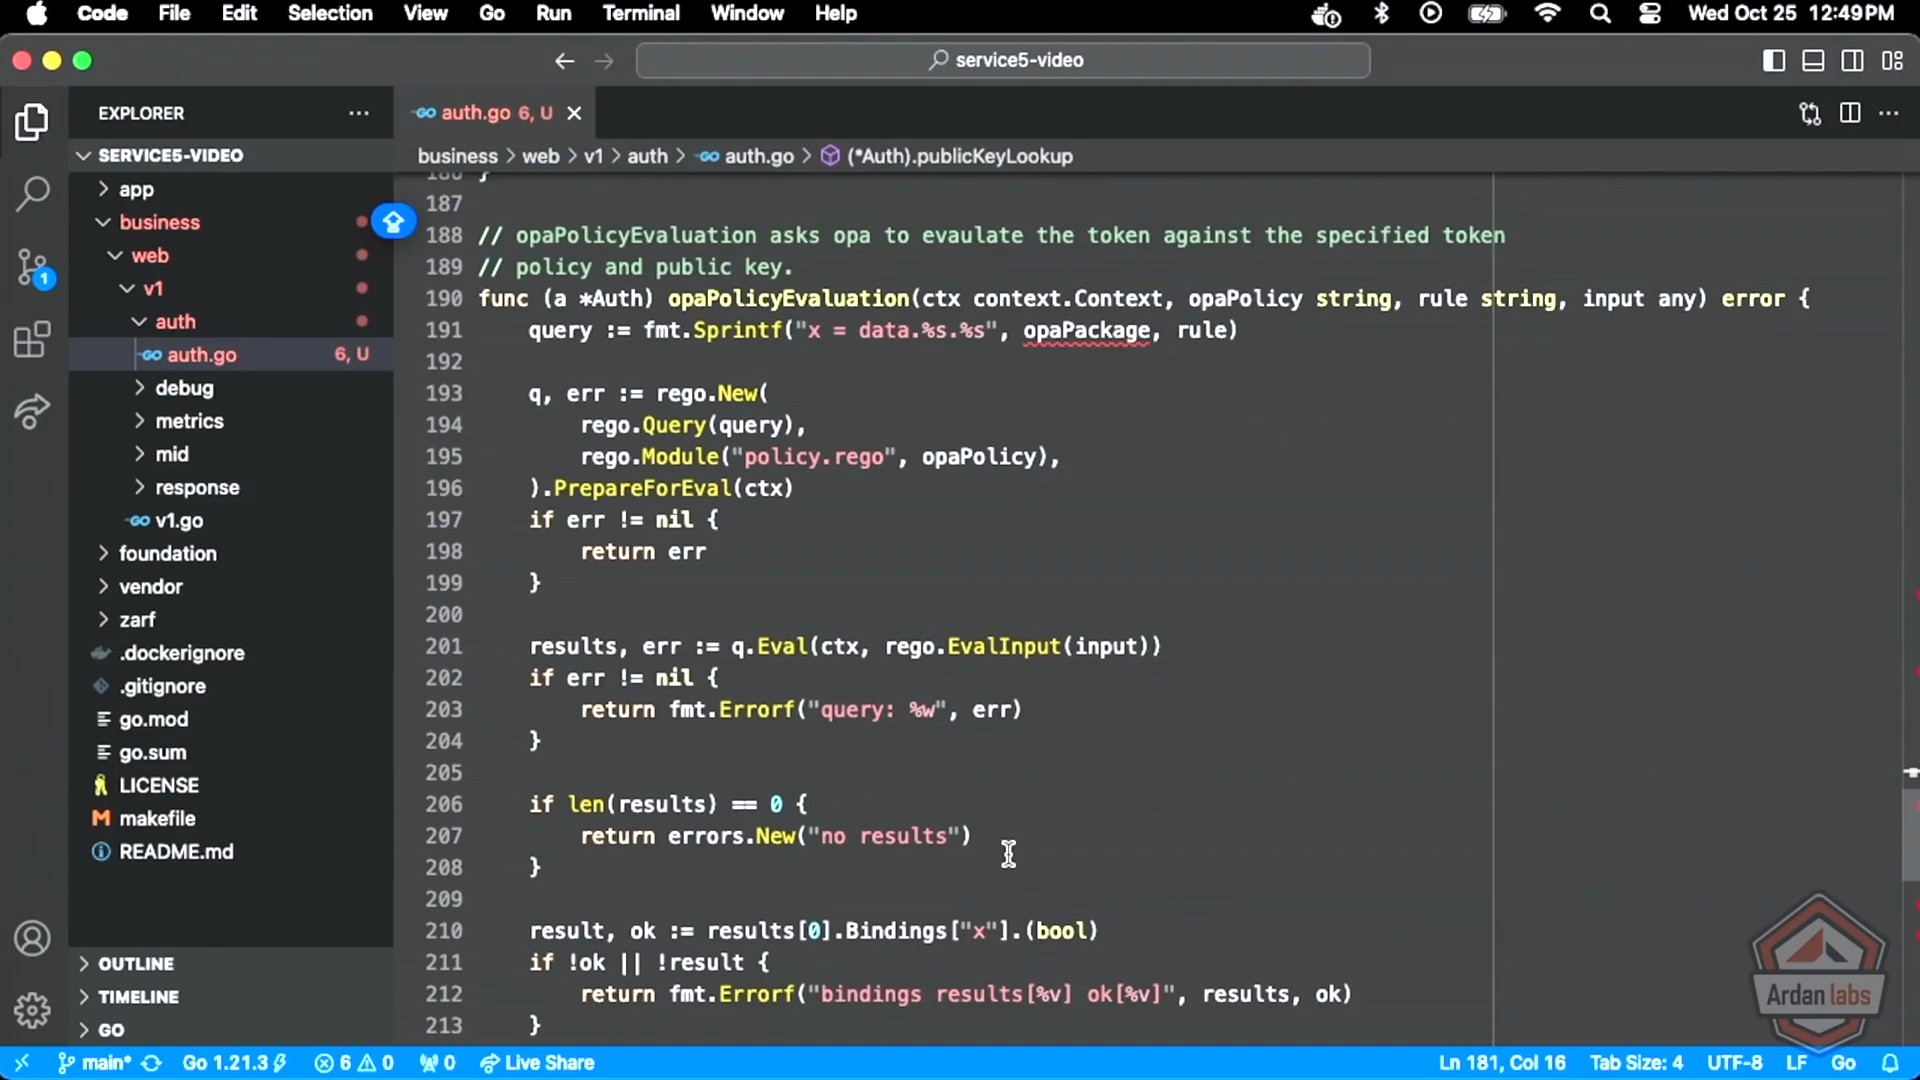 Code File Edit Selection View Go Run Terminal Window Help Wed Oct 25 12:49 PM
service5-video
EXPLORER
SERVICE5-VIDEO
app
business
web
v1
auth
auth.go 6, U
debug
metrics
mid
response
v1.go
foundation
vendor
zarf
.dockerignore
.gitignore
go.mod
go.sum
LICENSE
makefile
README.md
OUTLINE
TIMELINE
GO
auth.go 6, U
business > web > v1 > auth > auth.go > (*Auth).publicKeyLookup
186 }
187
188 // opaPolicyEvaluation asks opa to evaulate the token against the specified token
189 // policy and public key.
190 func (a *Auth) opaPolicyEvaluation(ctx context.Context, opaPolicy string, rule string, input any) error {
191 query := fmt.Sprintf("x = data.%s.%s", opaPackage, rule)
192
193 q, err := rego.New(
194 rego.Query(query),
195 rego.Module("policy.rego", opaPolicy),
196 ).PrepareForEval(ctx)
197 if err != nil {
198 return err
199 }
200
201 results, err := q.Eval(ctx, rego.EvalInput(input))
202 if err != nil {
203 return fmt.Errorf("query: %w", err)
204 }
205
206 if len(results) == 0 {
207 return errors.New("no results")
208 }
209
210 result, ok := results[0].Bindings["x"].(bool)
211 if !ok || !result {
212 return fmt.Errorf("bindings results[%v] ok[%v]", results, ok)
213 }
Ardan labs
1
main* Go 1.21.3 6 0 0 Live Share Ln 181, Col 16 Tab Size: 4 UTF-8 LF Go